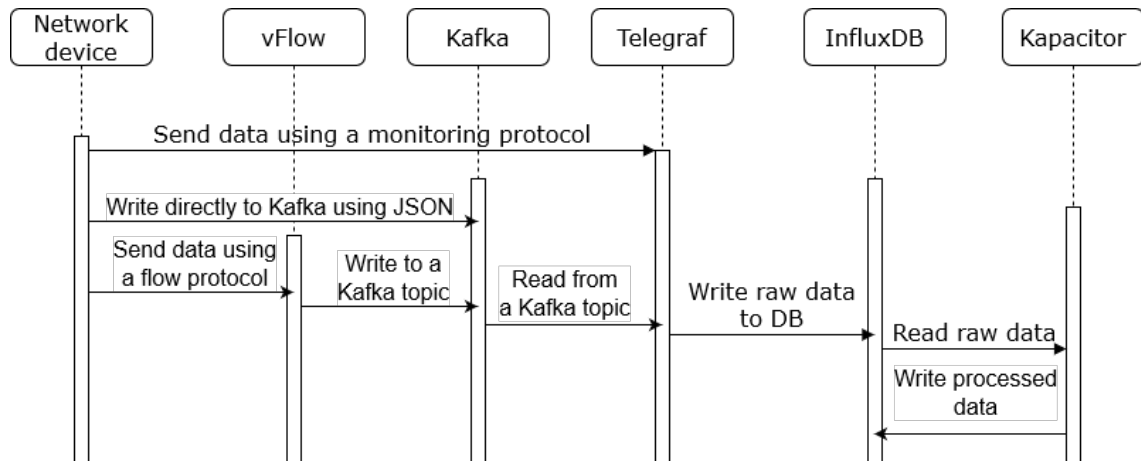 Network
device
vFlow
Kafka
Telegraf
InfluxDB
Kapacitor
Send data using a monitoring protocol
Write directly to Kafka using JSON
Send data using
a flow protocol
Write to a
Kafka topic
Read from
a Kafka topic
Write raw data
to DB
Read raw data
Write processed
data